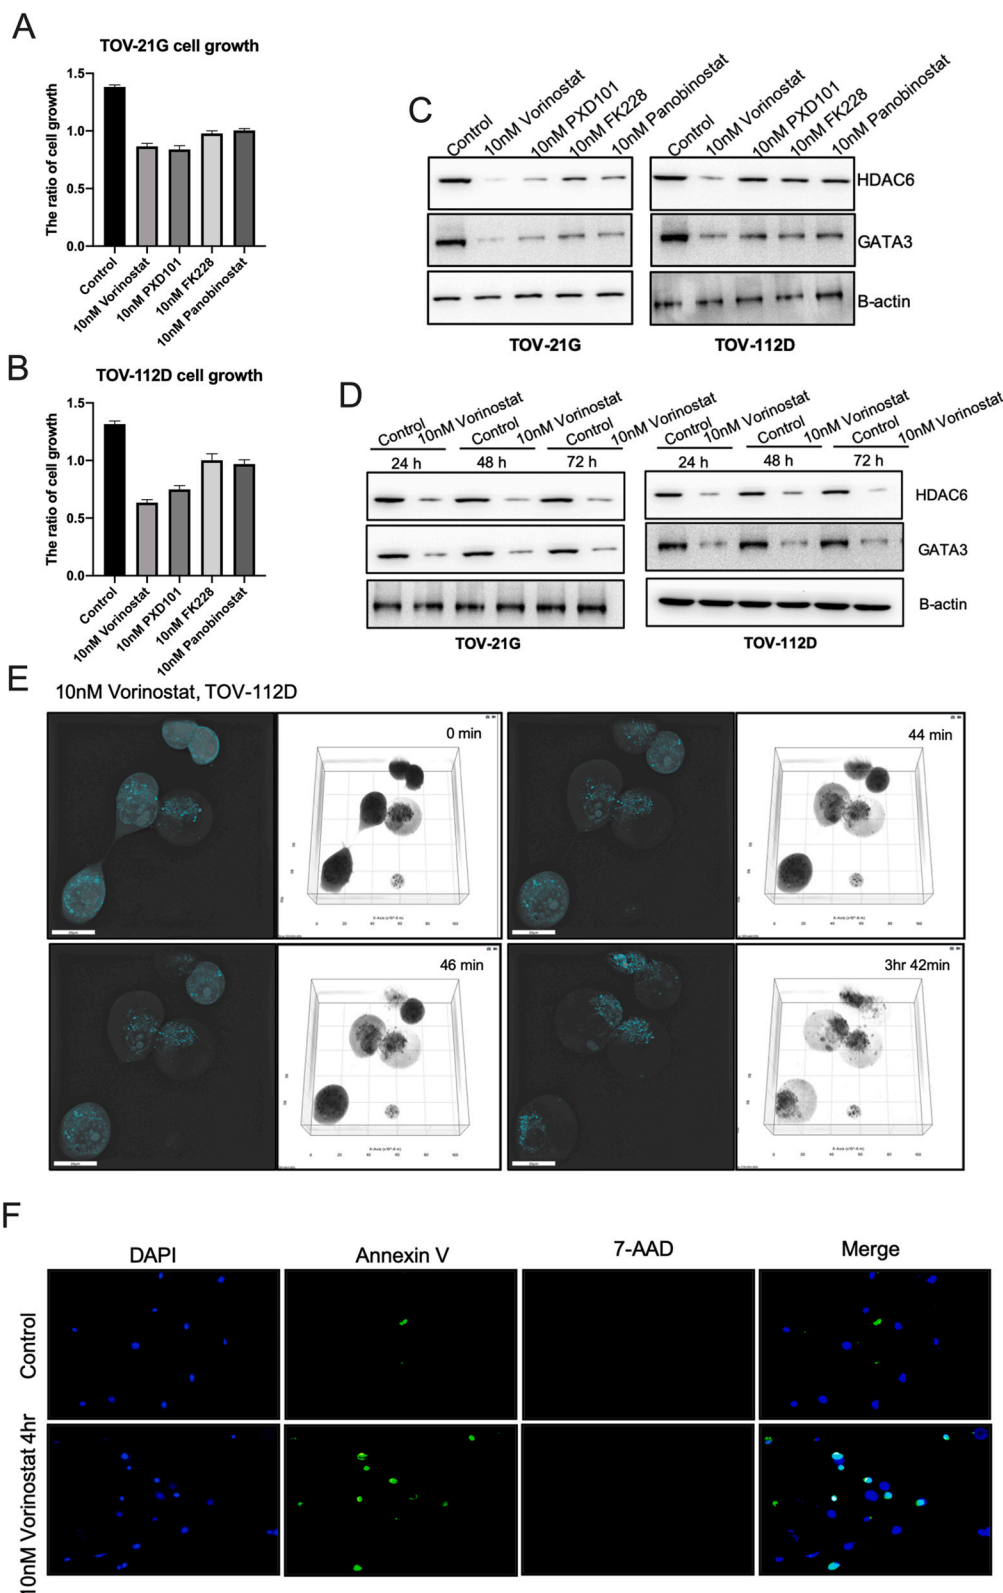 A
TOV-21G cell growth
The ratio of cell growth
1.5
1.0
0.5
0.0
Control
10nM Vorinostat
10nM PXD101
10nM FK228
10nM Panobinostat
B
TOV-112D cell growth
The ratio of cell growth
1.5
1.0
0.5
0.0
Control
10nM Vorinostat
10nM PXD101
10nM FK228
10nM Panobinostat
C
Control
10nM Vorinostat
10nM PXD101
10nM FK228
10nM Panobinostat
Control
10nM Vorinostat
10nM PXD101
10nM FK228
10nM Panobinostat
HDAC6
GATA3
B-actin
TOV-21G
TOV-112D
D
Control
10nM Vorinostat
Control
10nM Vorinostat
Control
10nM Vorinostat
24 h
48 h
72 h
Control
10nM Vorinostat
Control
10nM Vorinostat
Control
10nM Vorinostat
24 h
48 h
72 h
HDAC6
GATA3
B-actin
TOV-21G
TOV-112D
E
10nM Vorinostat, TOV-112D
0 min
44 min
46 min
3hr 42min
F
DAPI
Annexin V
7-AAD
Merge
Control
10nM Vorinostat 4hr